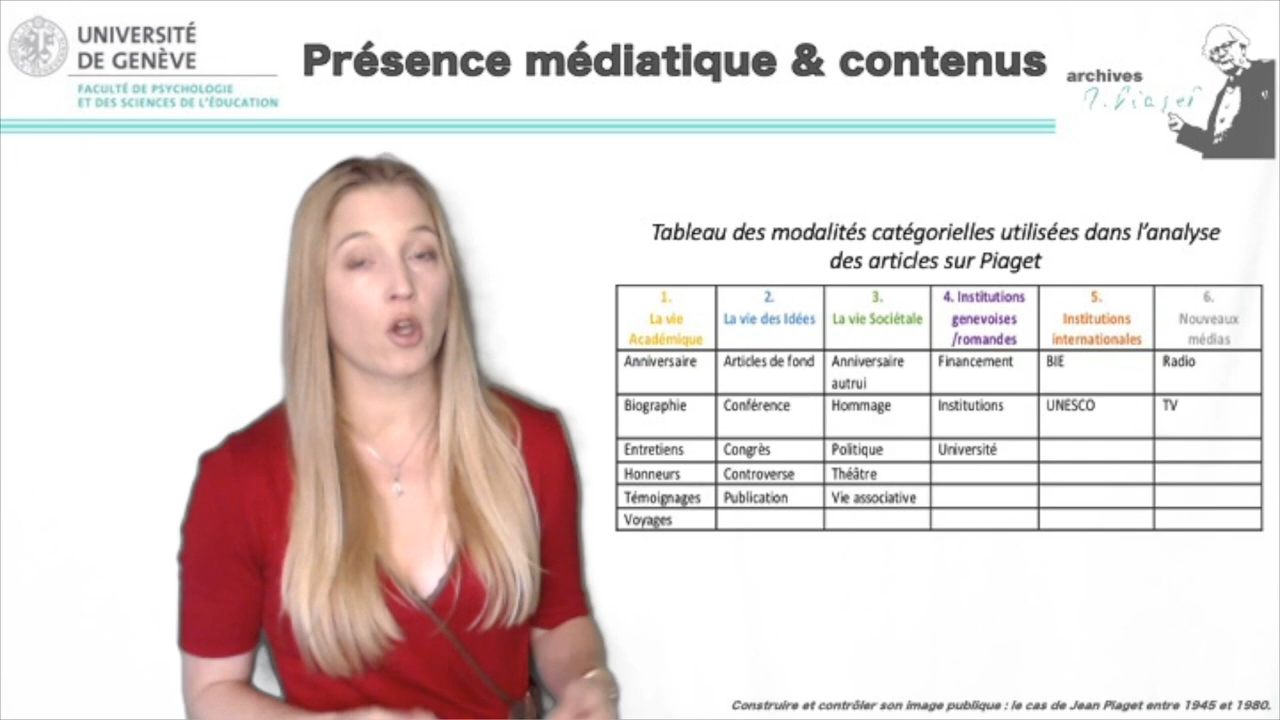 UNIVERSITÉ
DE GENÈVE
FACULTÉ DE PSYCHOLOGIE
ET DES SCIENCES DE L'ÉDUCATION
Présence médiatique & contenus
archives
J. Piaget
Tableau des modalités catégorielles utilisées dans l'analyse
des articles sur Piaget
1. 2. 3. 4. Institutions 5. 6.
La vie La vie des Idées La vie Sociétale genevoises Institutions Nouveaux
Académique /romandes internationales médias
Anniversaire Articles de fond Anniversaire Financement BIE Radio
autrui
Biographie Conférence Hommage Institutions UNESCO TV
Entretiens Congrès Politique Université
Honneurs Controverse Théâtre
Témoignages Publication Vie associative
Voyages
Construire et contrôler son image publique : le cas de Jean Piaget entre 1945 et 1980.